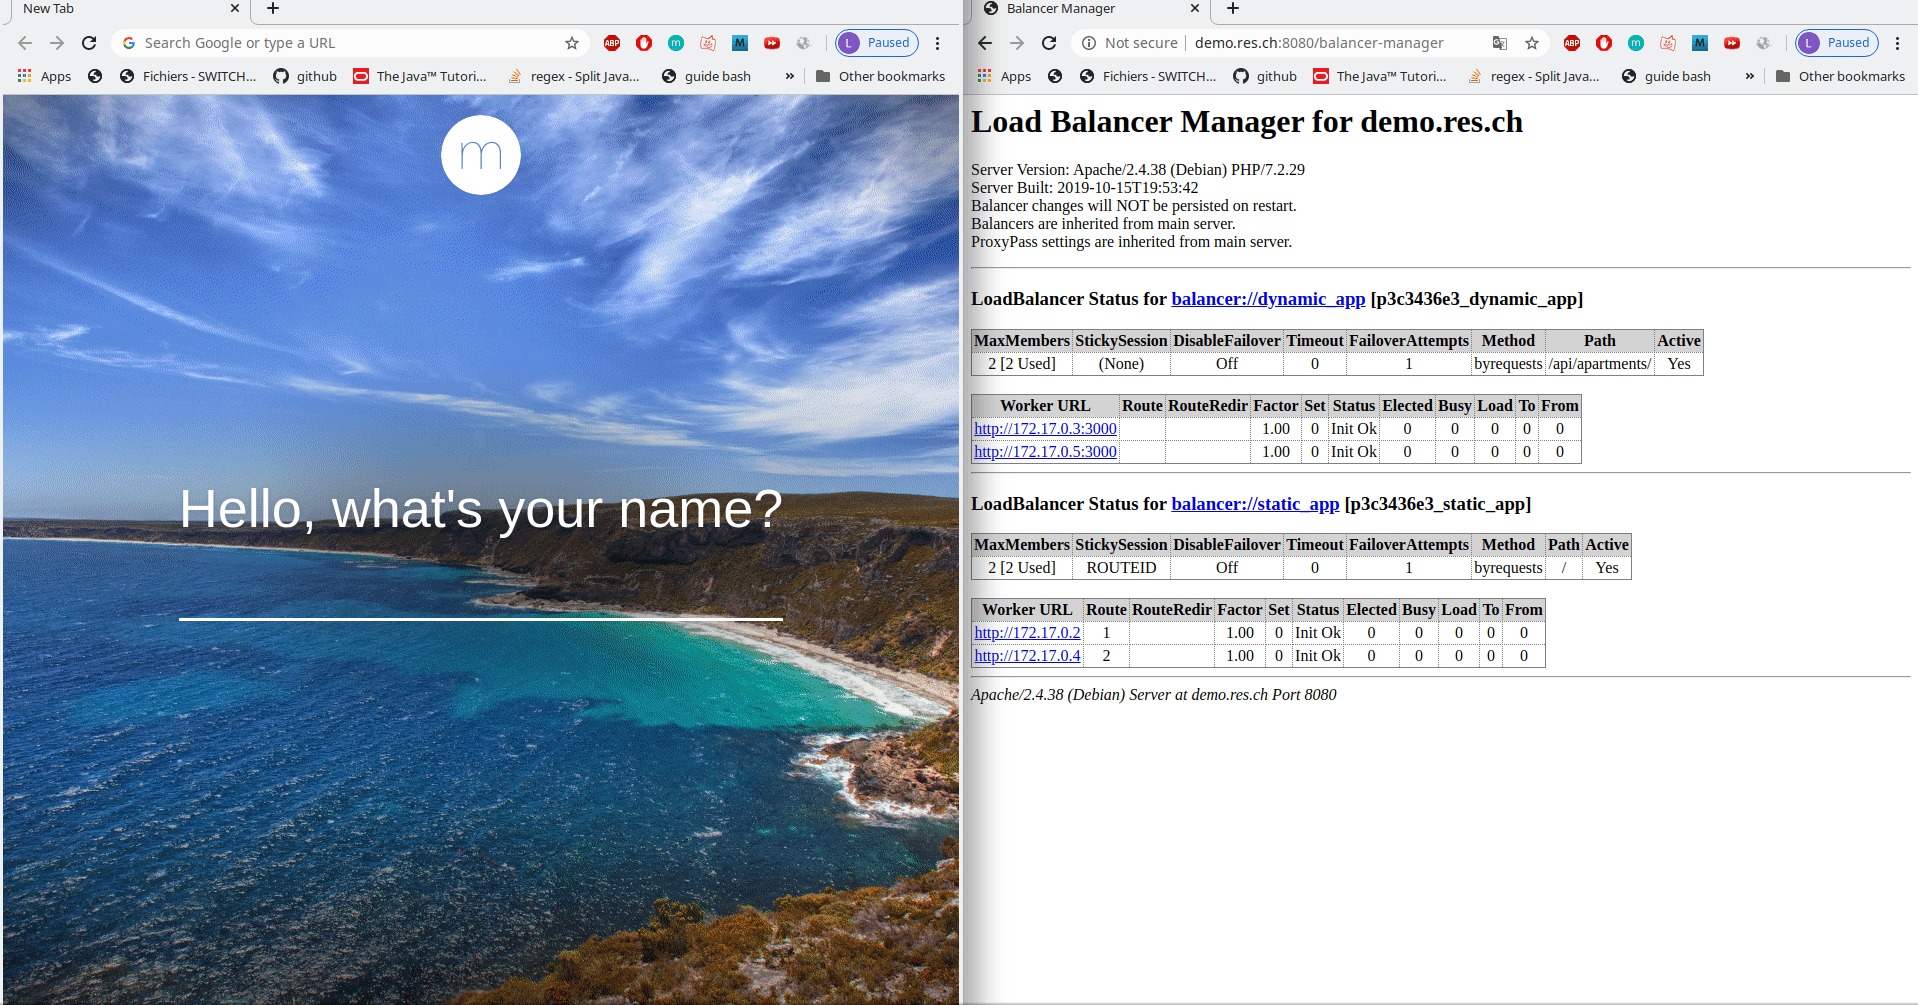 New Tab
Search Google or type a URL
ABP
m
M
L Paused
Apps
Fichiers - SWITCH...
github
The Java™ Tutori...
regex - Split Java...
guide bash
»
Other bookmarks
m
Hello, what's your name?
Balancer Manager
Not secure | demo.res.ch:8080/balancer-manager
ABP
m
M
L Paused
Apps
Fichiers - SWITCH...
github
The Java™ Tutori...
regex - Split Java...
guide bash
»
Other bookmarks
Load Balancer Manager for demo.res.ch
Server Version: Apache/2.4.38 (Debian) PHP/7.2.29
Server Built: 2019-10-15T19:53:42
Balancer changes will NOT be persisted on restart.
Balancers are inherited from main server.
ProxyPass settings are inherited from main server.
LoadBalancer Status for balancer://dynamic_app [p3c3436e3_dynamic_app]
MaxMembers StickySession DisableFailover Timeout FailoverAttempts Method Path Active
2 [2 Used] (None) Off 0 1 byrequests /api/apartments/ Yes
Worker URL Route RouteRedir Factor Set Status Elected Busy Load To From
http://172.17.0.3:3000 1.00 0 Init Ok 0 0 0 0 0
http://172.17.0.5:3000 1.00 0 Init Ok 0 0 0 0 0
LoadBalancer Status for balancer://static_app [p3c3436e3_static_app]
MaxMembers StickySession DisableFailover Timeout FailoverAttempts Method Path Active
2 [2 Used] ROUTEID Off 0 1 byrequests / Yes
Worker URL Route RouteRedir Factor Set Status Elected Busy Load To From
http://172.17.0.2 1 1.00 0 Init Ok 0 0 0 0 0
http://172.17.0.4 2 1.00 0 Init Ok 0 0 0 0 0
Apache/2.4.38 (Debian) Server at demo.res.ch Port 8080